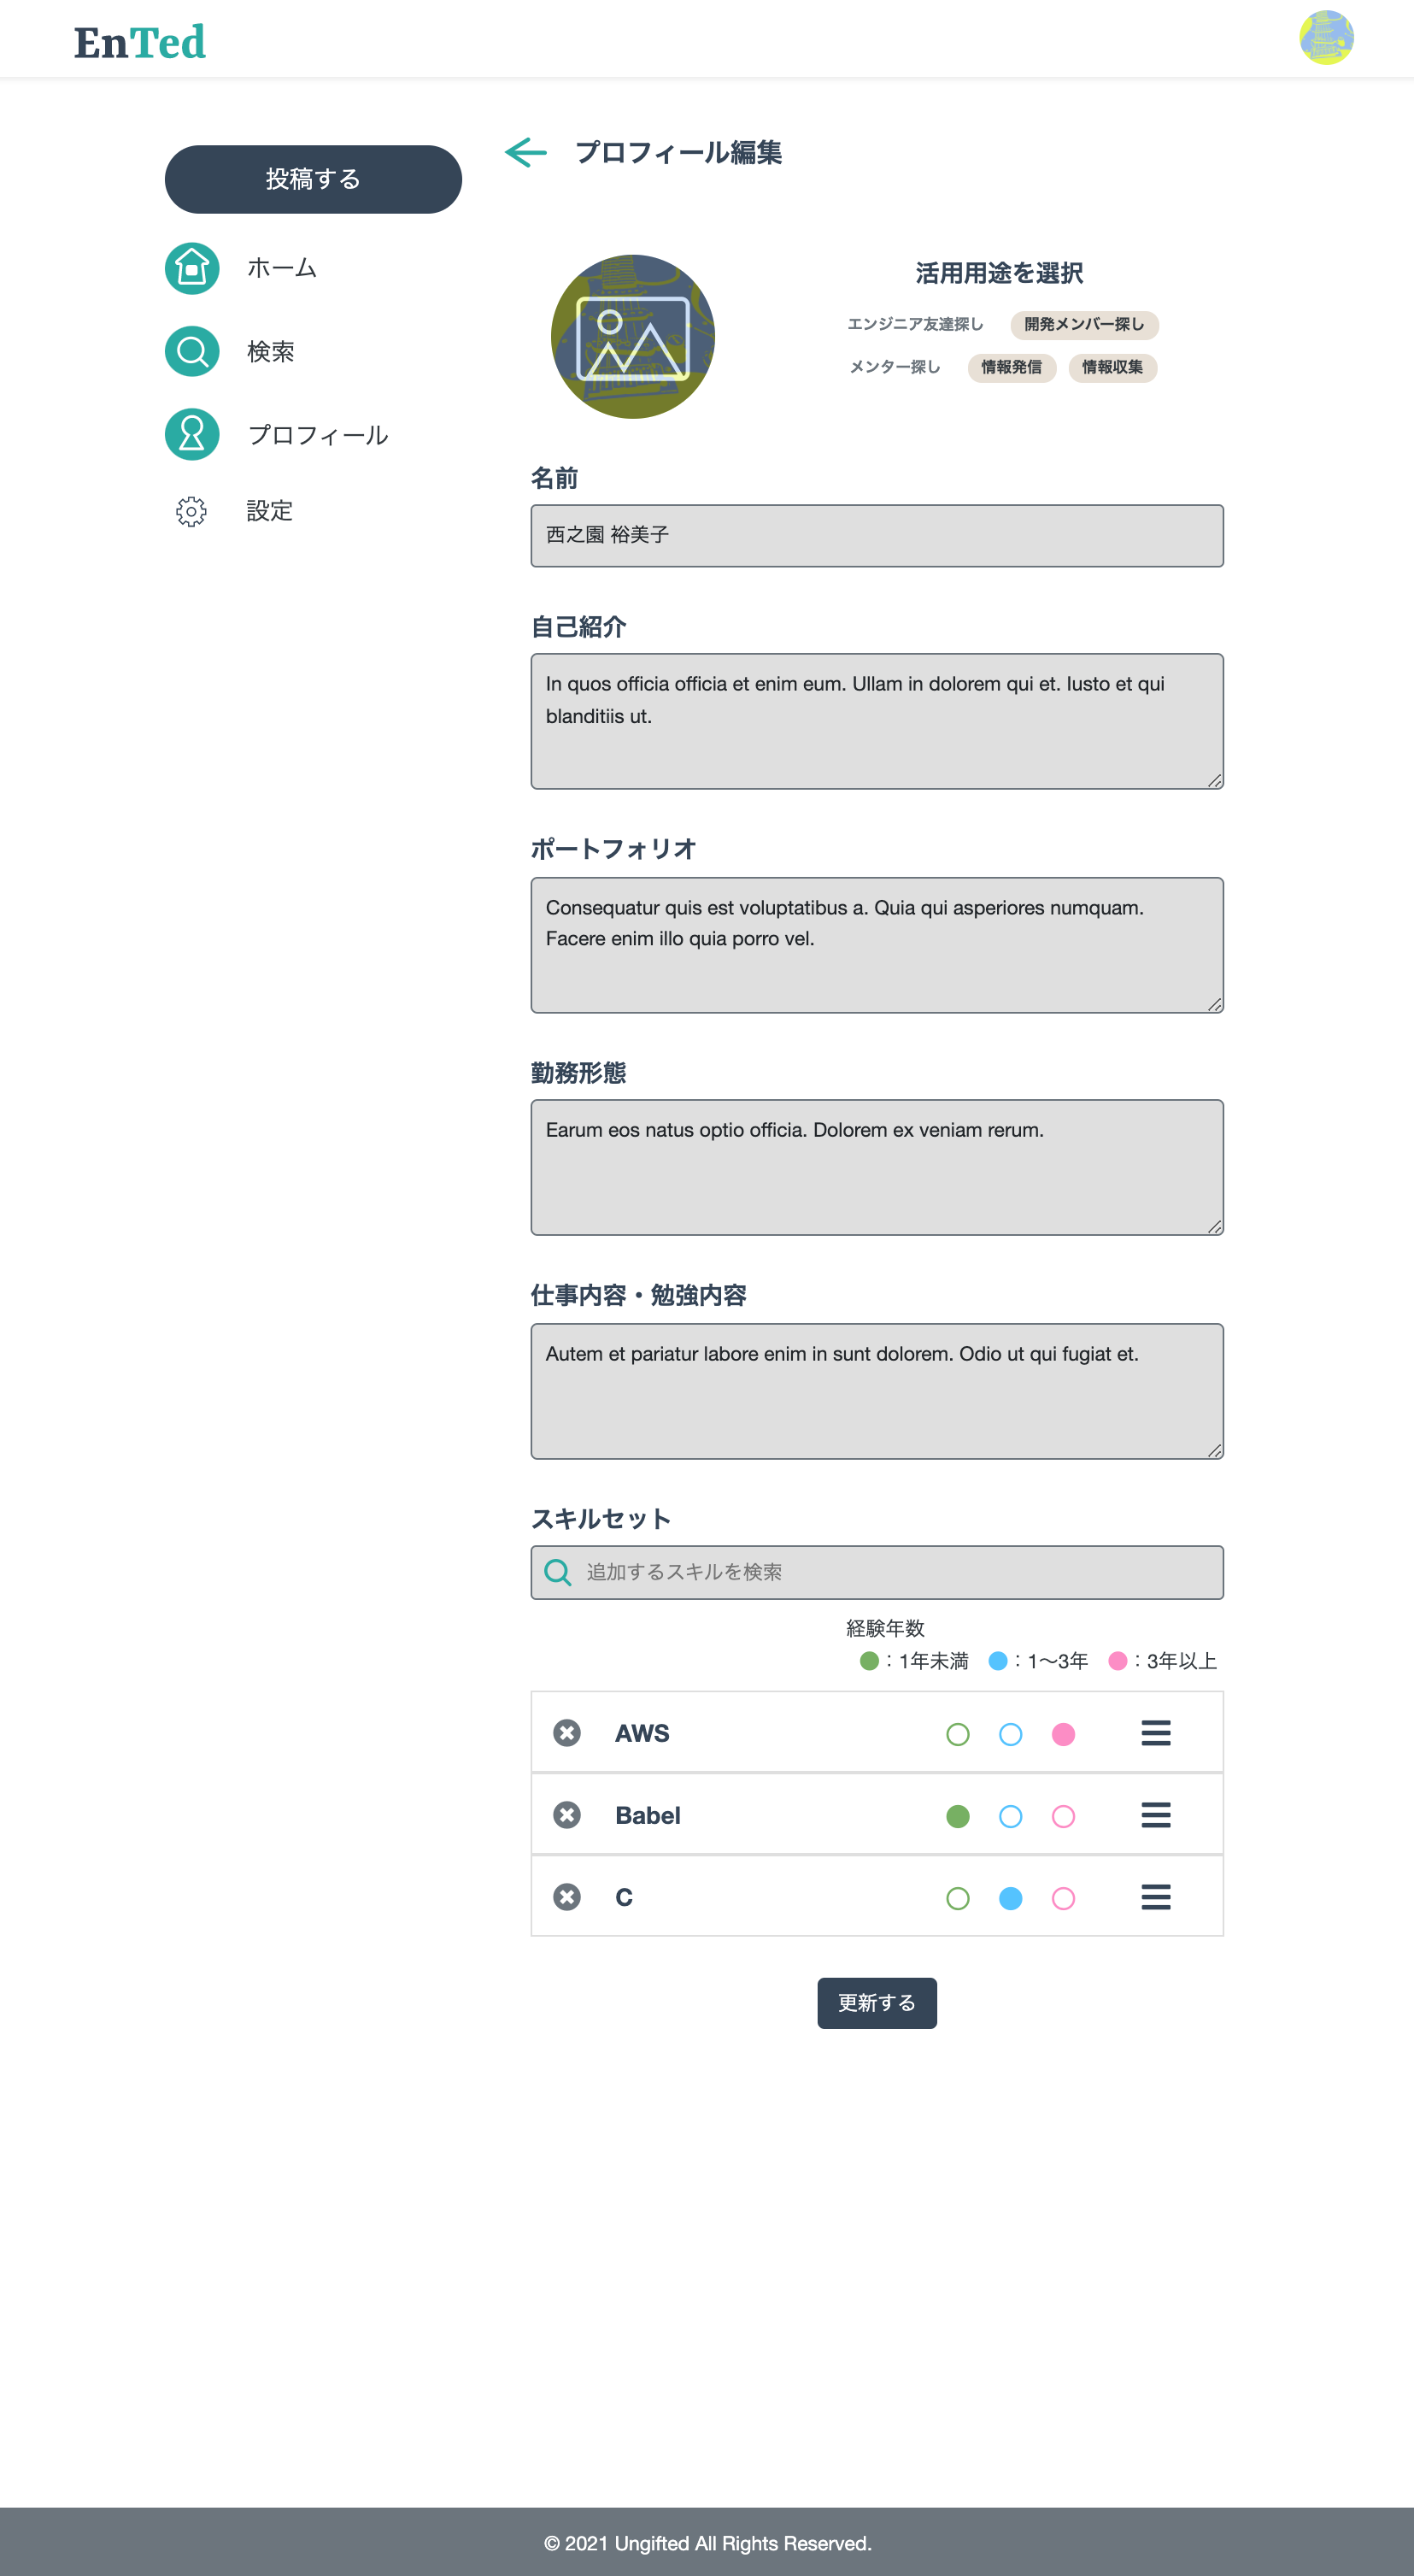 EnTed
投稿する
ホーム
検索
プロフィール
設定
プロフィール編集
活用用途を選択
エンジニア友達探し 開発メンバー探し
メンター探し 情報発信 情報収集
名前
西之園 裕美子
自己紹介
In quos officia officia et enim eum. Ullam in dolorem qui et. Iusto et qui
blanditiis ut.
ポートフォリオ
Consequatur quis est voluptatibus a. Quia qui asperiores numquam.
Facere enim illo quia porro vel.
勤務形態
Earum eos natus optio officia. Dolorem ex veniam rerum.
仕事内容・勉強内容
Autem et pariatur labore enim in sunt dolorem. Odio ut qui fugiat et.
スキルセット
追加するスキルを検索
経験年数
：1年未満 ：1〜3年 ：3年以上
AWS
Babel
C
更新する
© 2021 Ungifted All Rights Reserved.